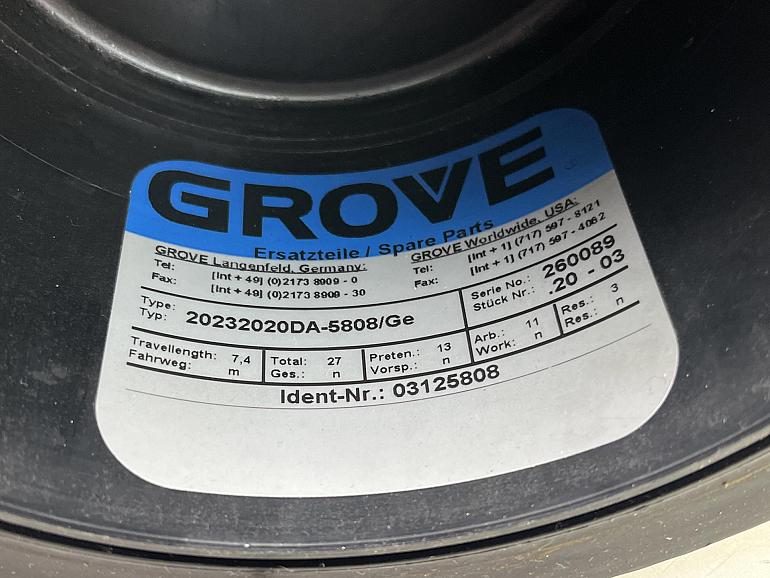 GROVE
Ersatzteile / Spare Parts
GROVE Langenfeld, Germany:
Tel: [Int + 49] (0)2173 8909 - 0
Fax: [Int + 49] (0)2173 8909 - 30
GROVE Worldwide, USA:
Tel: [Int + 1] (717) 597 - 8121
Fax: [Int + 1] (717) 597 - 4062
Type:
Typ: 20232020DA-5808/Ge
Serie No.: 260089
Stück Nr.: .20 - 03
Travellength: 7,4
Fahrweg: m
Total: 27
Ges.: n
Preten.: 13
Vorsp.: n
Arb.: 11
Work.: n
Res.: 3
Res.: n
Ident-Nr.: 03125808